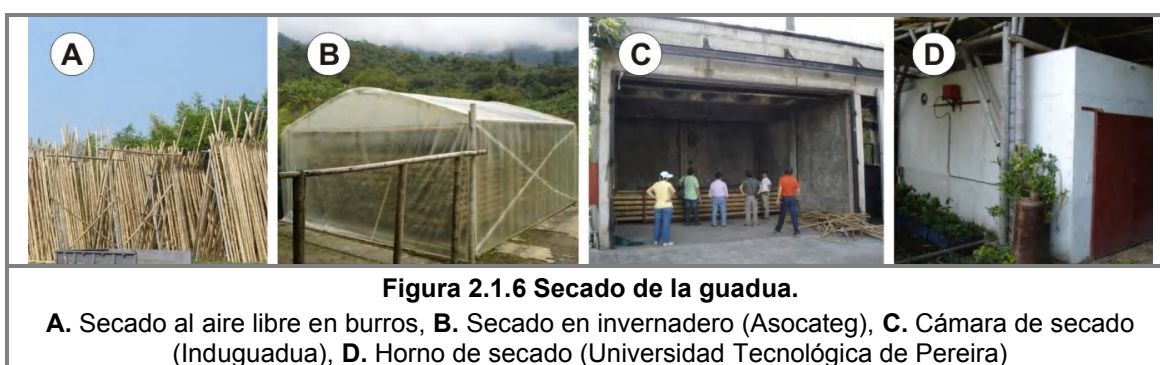 A
B
C
D
Figura 2.1.6 Secado de la guadua.
A. Secado al aire libre en burros, B. Secado en invernadero (Asocateg), C. Cámara de secado
(Induguadua), D. Horno de secado (Universidad Tecnológica de Pereira)